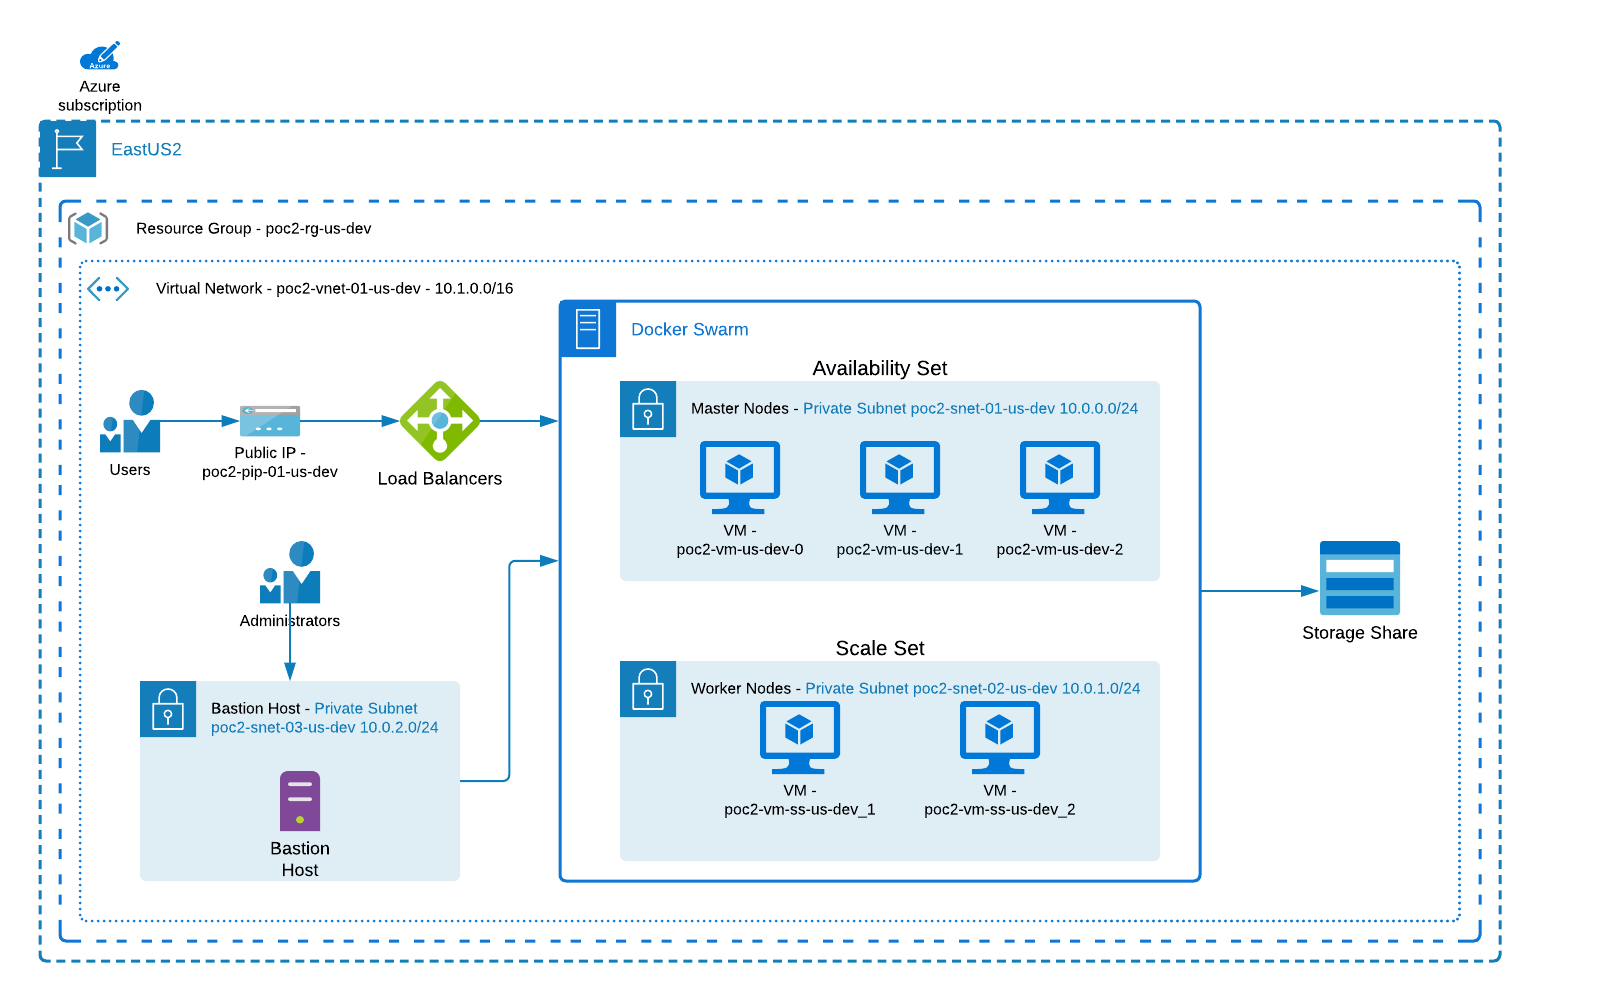 Azure
Azure
subscription
EastUS2
Resource Group - poc2-rg-us-dev
Virtual Network - poc2-vnet-01-us-dev - 10.1.0.0/16
Docker Swarm
Availability Set
Master Nodes - Private Subnet poc2-snet-01-us-dev 10.0.0.0/24
VM -
poc2-vm-us-dev-0
VM -
poc2-vm-us-dev-1
VM -
poc2-vm-us-dev-2
Users
Public IP -
poc2-pip-01-us-dev
Load Balancers
Administrators
Storage Share
Scale Set
Worker Nodes - Private Subnet poc2-snet-02-us-dev 10.0.1.0/24
VM -
poc2-vm-ss-us-dev_1
VM -
poc2-vm-ss-us-dev_2
Bastion Host - Private Subnet
poc2-snet-03-us-dev 10.0.2.0/24
Bastion
Host